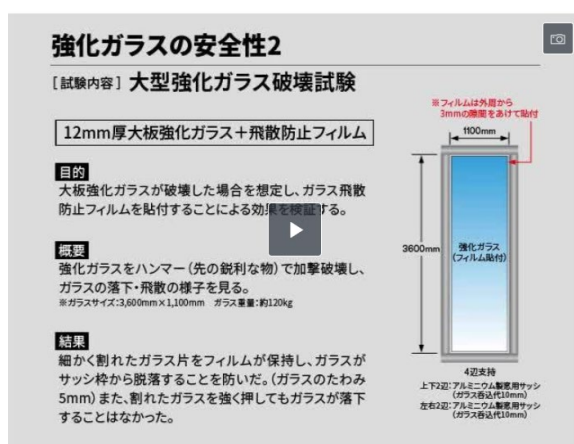 強化ガラスの安全性2
[試験内容] 大型強化ガラス破壊試験
12mm厚大板強化ガラス＋飛散防止フィルム
目的
大板強化ガラスが破壊した場合を想定し、ガラス飛散
防止フィルムを貼付することによる効果を検証する。
概要
強化ガラスをハンマー（先の鋭利な物）で加撃破壊し、
ガラスの落下・飛散の様子を見る。
※ガラスサイズ：3,600mm×1,100mm ガラス重量：約120kg
結果
細かく割れたガラス片をフィルムが保持し、ガラスが
サッシ枠から脱落することを防いだ。（ガラスのたわみ
5mm）また、割れたガラスを強く押してもガラスが落下
することはなかった。
※フィルムは外周から
3mmの隙間をあけて貼付
1100mm
3600mm
強化ガラス
（フィルム貼付）
4辺支持
上下2辺：アルミニウム製窓用サッシ
（ガラス呑込代10mm）
左右2辺：アルミニウム製窓用サッシ
（ガラス呑込代10mm）